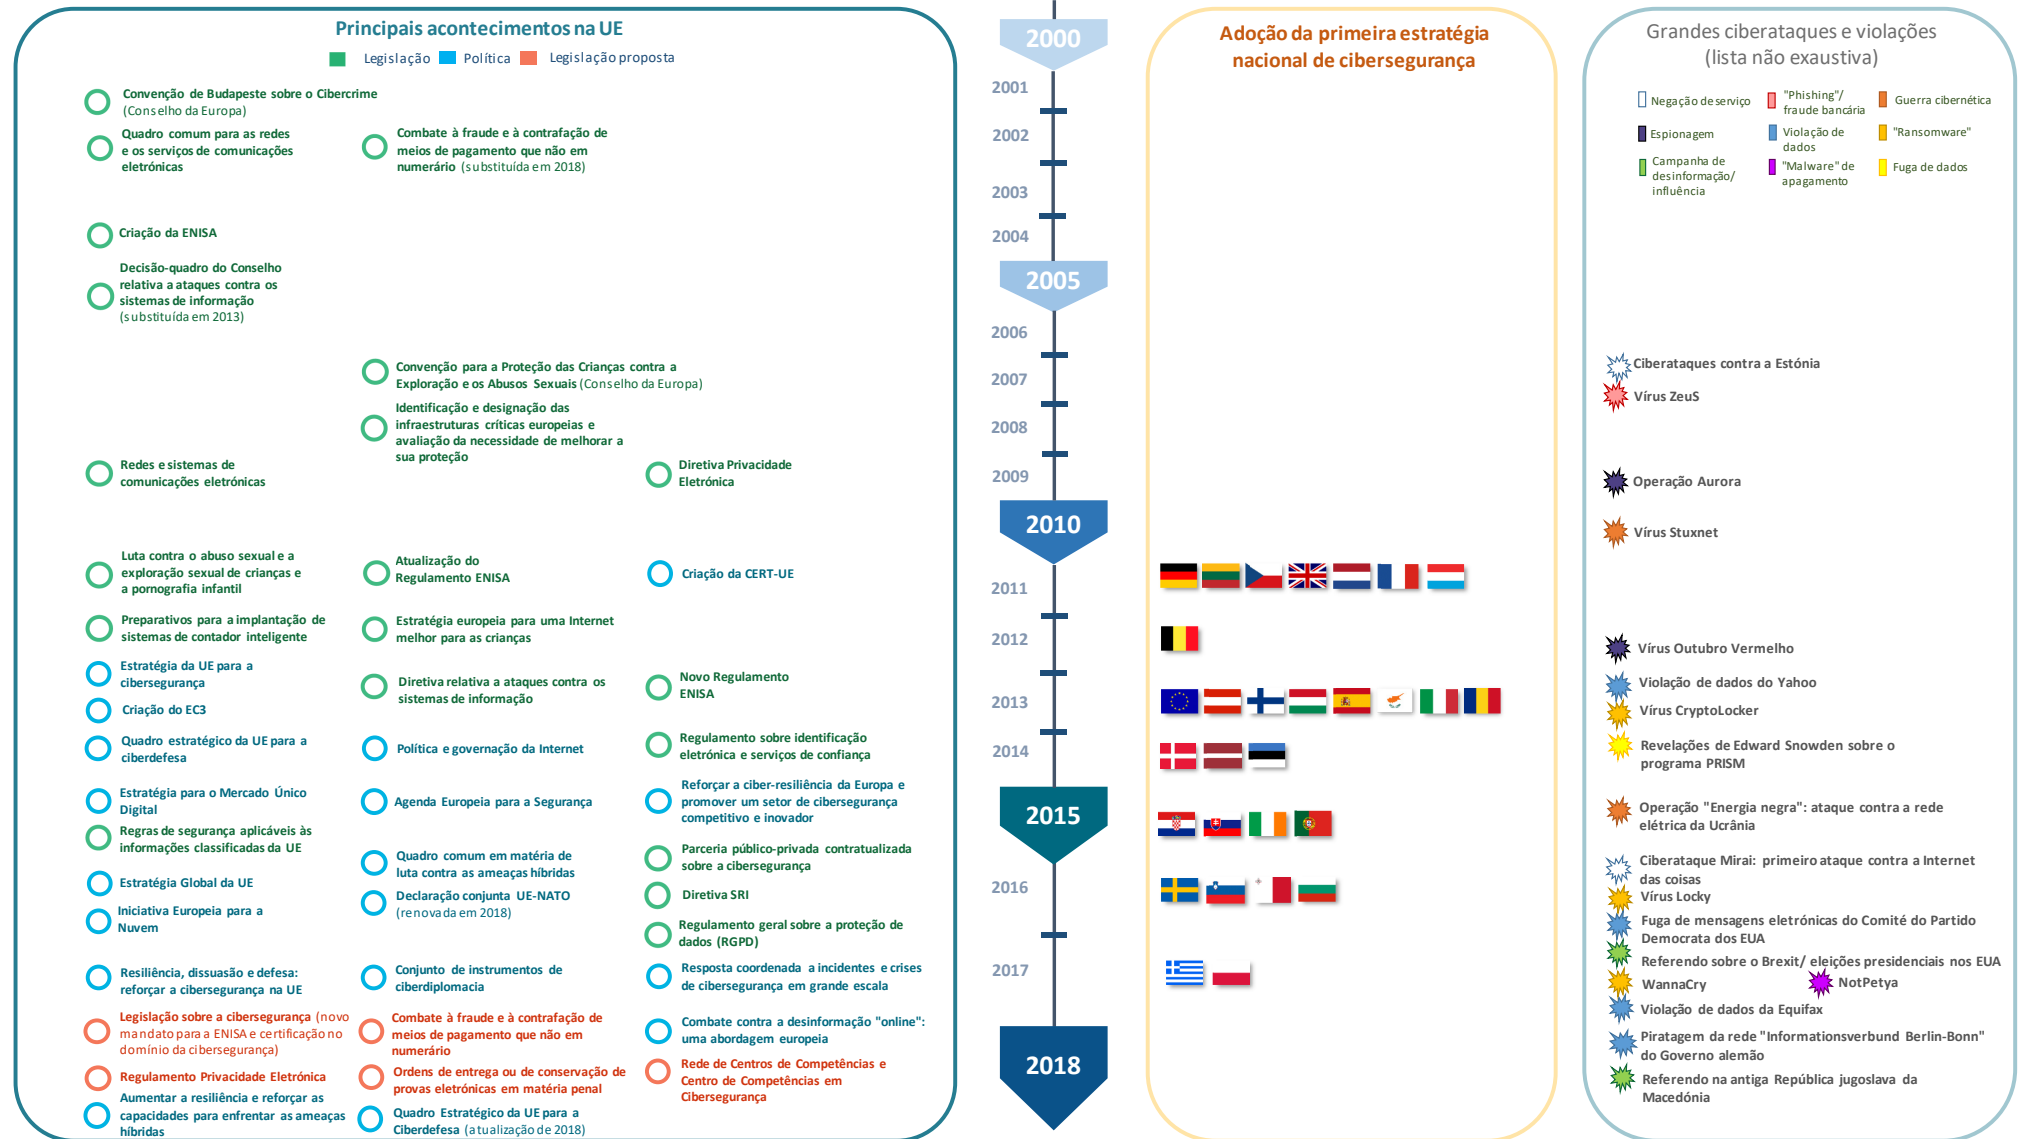 Principais acontecimentos na UE
Legislação
Política
Legislação proposta
Convenção de Budapeste sobre o Cibercrime
(Conselho da Europa)
Quadro comum para as redes
e os serviços de comunicações
eletrónicas
Combate à fraude e à contrafação de
meios de pagamento que não em
numerário (substituída em 2018)
Criação da ENISA
Decisão-quadro do Conselho
relativa a ataques contra os
sistemas de informação
(substituída em 2013)
Convenção para a Proteção das Crianças contra a
Exploração e os Abusos Sexuais (Conselho da Europa)
Identificação e designação das
infraestruturas críticas europeias e
avaliação da necessidade de melhorar a
sua proteção
Redes e sistemas de
comunicações eletrónicas
Diretiva Privacidade
Eletrónica
Luta contra o abuso sexual e a
exploração sexual de crianças e
a pornografia infantil
Atualização do
Regulamento ENISA
Criação da CERT-UE
Preparativos para a implantação de
sistemas de contador inteligente
Estratégia europeia para uma Internet
melhor para as crianças
Estratégia da UE para a
cibersegurança
Diretiva relativa a ataques contra os
sistemas de informação
Novo Regulamento
ENISA
Criação do EC3
Quadro estratégico da UE para a
ciberdefesa
Política e governação da Internet
Regulamento sobre identificação
eletrónica e serviços de confiança
Estratégia para o Mercado Único
Digital
Agenda Europeia para a Segurança
Reforçar a ciber-resiliência da Europa e
promover um setor de cibersegurança
competitivo e inovador
Regras de segurança aplicáveis às
informações classificadas da UE
Quadro comum em matéria de
luta contra as ameaças híbridas
Parceria público-privada contratualizada
sobre a cibersegurança
Estratégia Global da UE
Declaração conjunta UE-NATO
(renovada em 2018)
Diretiva SRI
Iniciativa Europeia para a
Nuvem
Regulamento geral sobre a proteção de
dados (RGPD)
Resiliência, dissuasão e defesa:
reforçar a cibersegurança na UE
Conjunto de instrumentos de
ciberdiplomacia
Resposta coordenada a incidentes e crises
de cibersegurança em grande escala
Legislação sobre a cibersegurança (novo
mandato para a ENISA e certificação no
domínio da cibersegurança)
Combate à fraude e à contrafação de
meios de pagamento que não em
numerário
Combate contra a desinformação "online":
uma abordagem europeia
Regulamento Privacidade Eletrónica
Ordens de entrega ou de conservação de
provas eletrónicas em matéria penal
Rede de Centros de Competências e
Centro de Competências em
Cibersegurança
Aumentar a resiliência e reforçar as
capacidades para enfrentar as ameaças
híbridas
Quadro Estratégico da UE para a
Ciberdefesa (atualização de 2018)
2000
2001
2002
2003
2004
2005
2006
2007
2008
2009
2010
2011
2012
2013
2014
2015
2016
2017
2018
Adoção da primeira estratégia
nacional de cibersegurança
Grandes ciberataques e violações
(lista não exaustiva)
Negação de serviço
"Phishing"/
fraude bancária
Guerra cibernética
Espionagem
Violação de
dados
"Ransomware"
Campanha de
desinformação/
influência
"Malware" de
apagamento
Fuga de dados
Ciberataques contra a Estónia
Vírus ZeuS
Operação Aurora
Vírus Stuxnet
Vírus Outubro Vermelho
Violação de dados do Yahoo
Vírus CryptoLocker
Revelações de Edward Snowden sobre o
programa PRISM
Operação "Energia negra": ataque contra a rede
elétrica da Ucrânia
Ciberataque Mirai: primeiro ataque contra a Internet
das coisas
Vírus Locky
Fuga de mensagens eletrónicas do Comité do Partido
Democrata dos EUA
Referendo sobre o Brexit/ eleições presidenciais nos EUA
WannaCry
NotPetya
Violação de dados da Equifax
Piratagem da rede "Informationsverbund Berlin-Bonn"
do Governo alemão
Referendo na antiga República jugoslava da
Macedónia